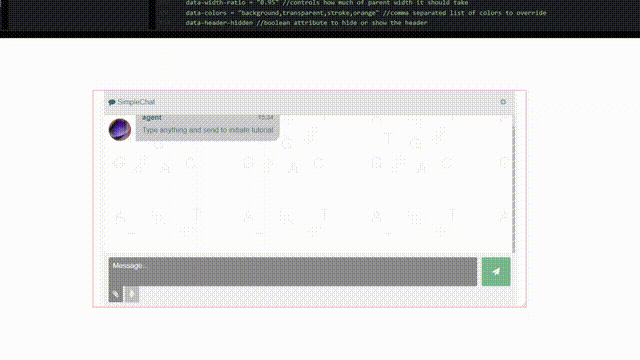 data-width-ratio = "0.95" //controls how much of parent width it should take
data-colors = "background,transparent,stroke,orange" //comma separated list of colors to override
data-header-hidden //boolean attribute to hide or show the header
SimpleChat
agent
Type anything and send to initiate tutorial
Message...